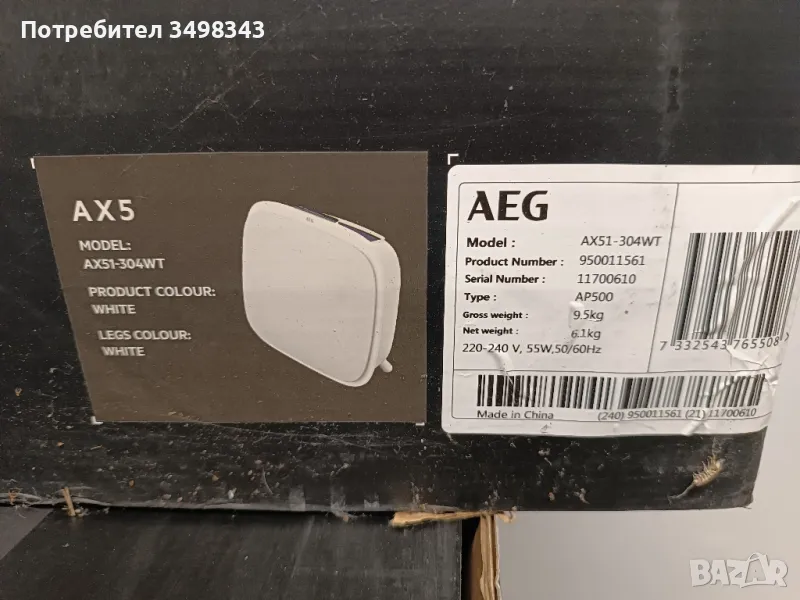 Потребител 3498343
AX5
MODEL:
AX51-304WT
PRODUCT COLOUR:
WHITE
LEGS COLOUR:
WHITE
AEG
Model : AX51-304WT
Product Number : 950011561
Serial Number : 11700610
Type : AP500
Gross weight : 9.5kg
Net weight : 6.1kg
220-240 V, 55W,50/60Hz
7 332543 765508
Made in China (240) 950011561 (21) 11700610
BAZAR